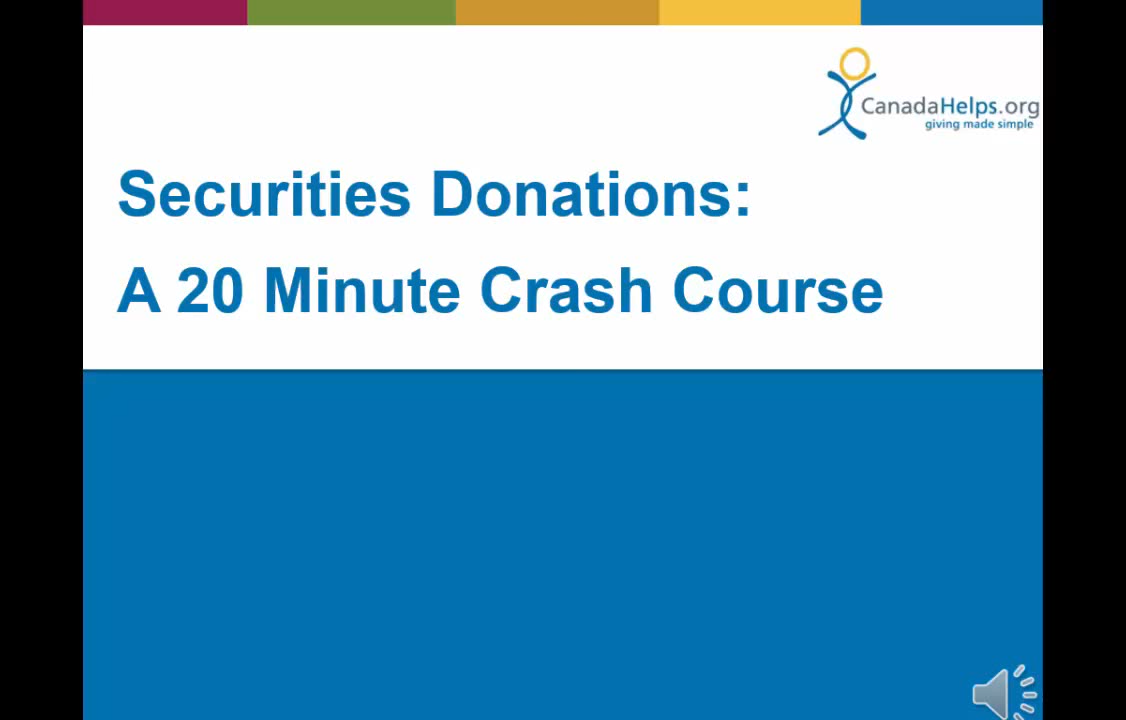 CanadaHelps.org
giving made simple
Securities Donations:
A 20 Minute Crash Course